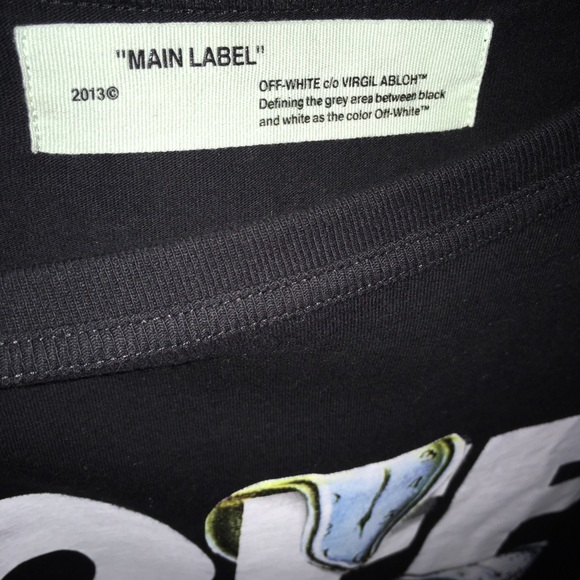 "MAIN LABEL"
2013©
OFF-WHITE c/o VIRGIL ABLOH™
Defining the grey area between black
and white as the color Off-White™